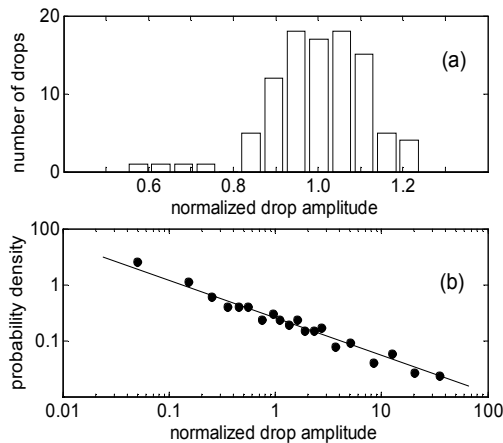 20
10
0
number of drops
(a)
0.6 0.8 1.0 1.2
normalized drop amplitude
100
1
0.1
probability density
(b)
0.01 0.1 1 10 100
normalized drop amplitude